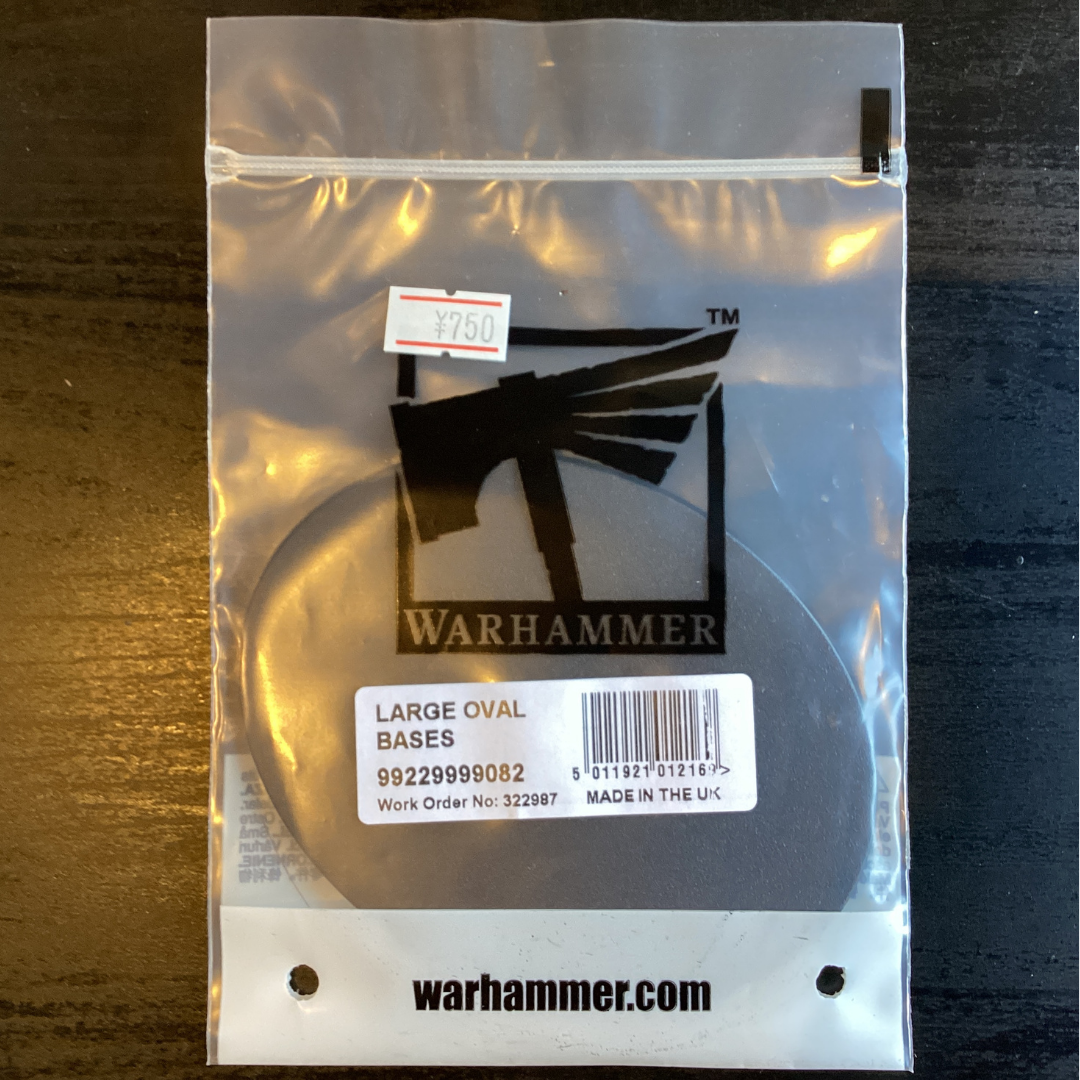 ¥750
TM
WARHAMMER
LARGE OVAL
BASES
99229999082
Work Order No: 322987
5 011921 012169 >
MADE IN THE UK
warhammer.com